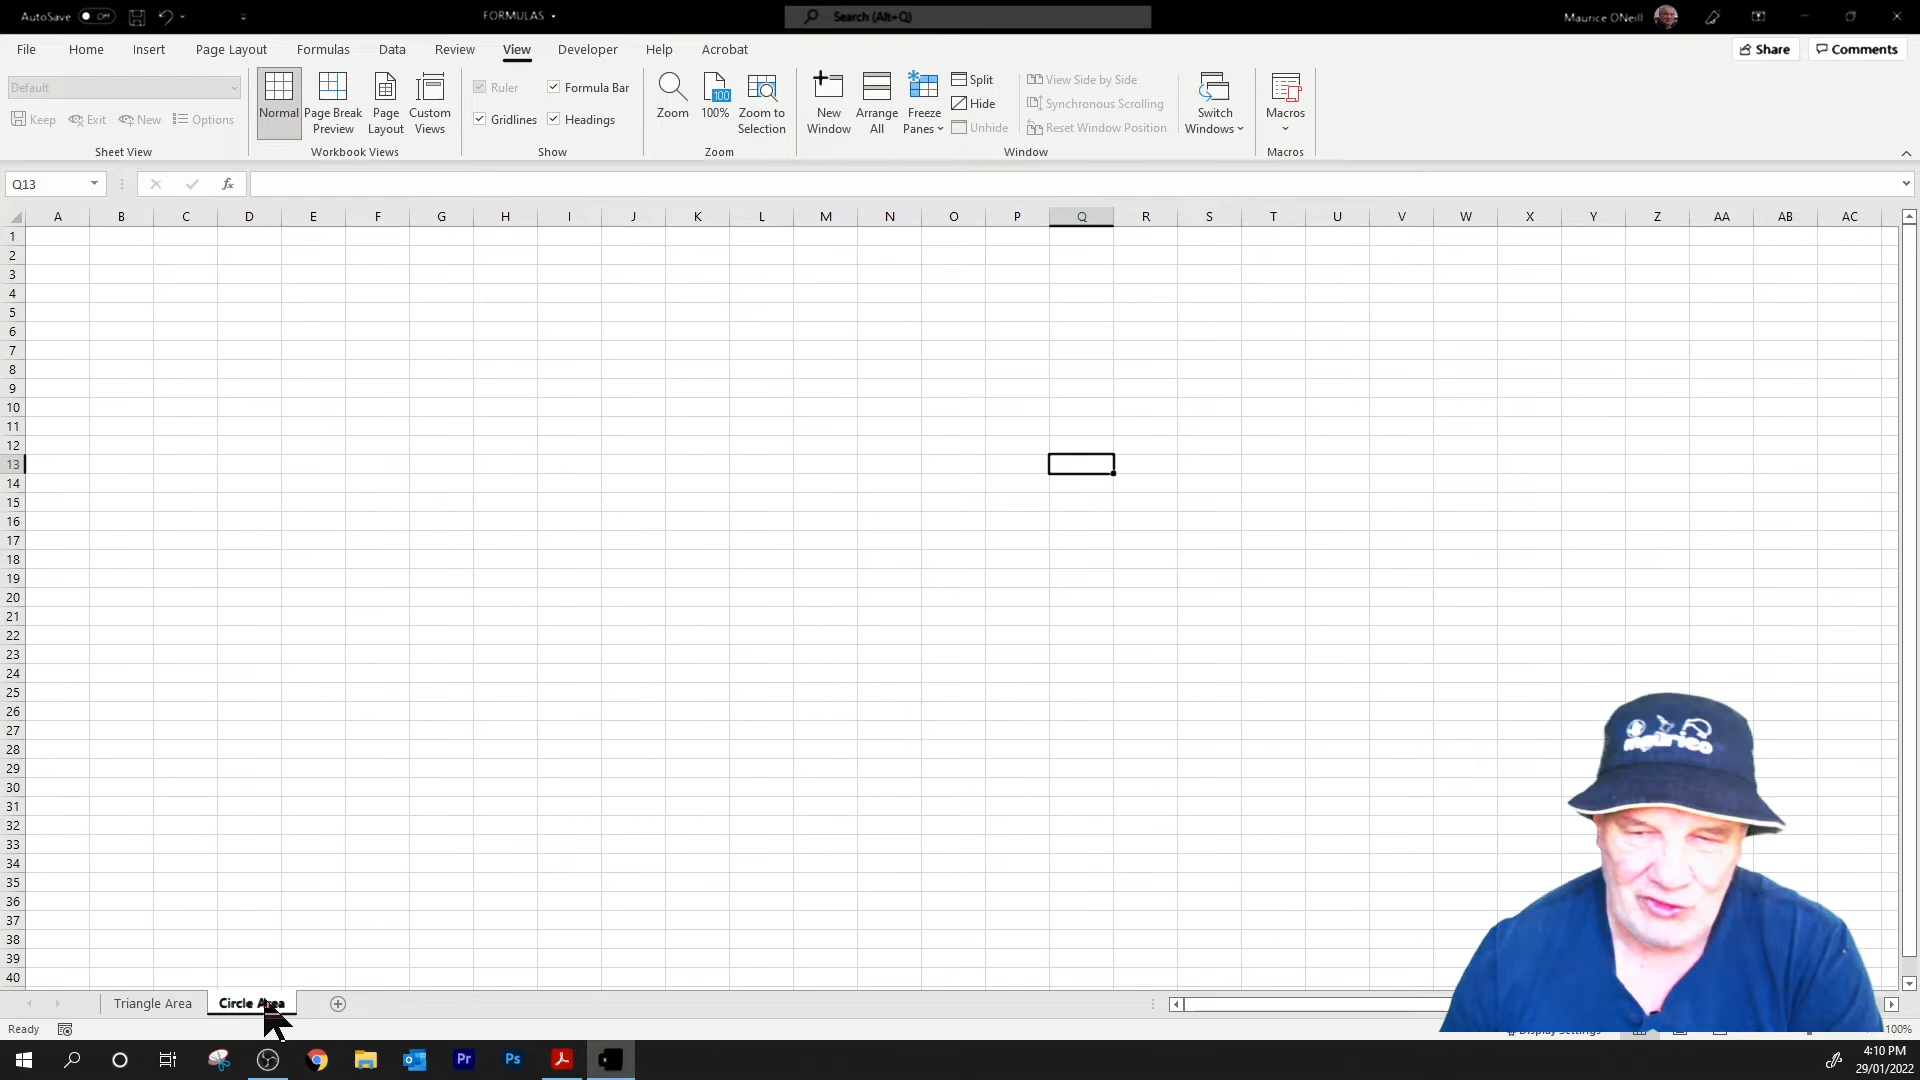 AutoSave Off FORMULAS Search (Alt+Q) Maurice ONeill
File Home Insert Page Layout Formulas Data Review View Developer Help Acrobat Share Comments
Default
Keep Exit New Options
Sheet View
Normal
Page Break Preview
Page Layout
Custom Views
Workbook Views
Ruler Formula Bar
Gridlines Headings
Show
Zoom
100
100%
Zoom to Selection
Zoom
New Window
Arrange All
Freeze Panes
Split
Hide
Unhide
View Side by Side
Synchronous Scrolling
Reset Window Position
Window
Switch Windows
Macros
Macros
Q13 fx
A B C D E F G H I J K L M N O P Q R S T U V W X Y Z AA AB AC
1
2
3
4
5
6
7
8
9
10
11
12
13
14
15
16
17
18
19
20
21
22
23
24
25
26
27
28
29
30
31
32
33
34
35
36
37
38
39
40
Triangle Area Circle Area
Ready 100%
Pr Ps 4:10 PM
29/01/2022